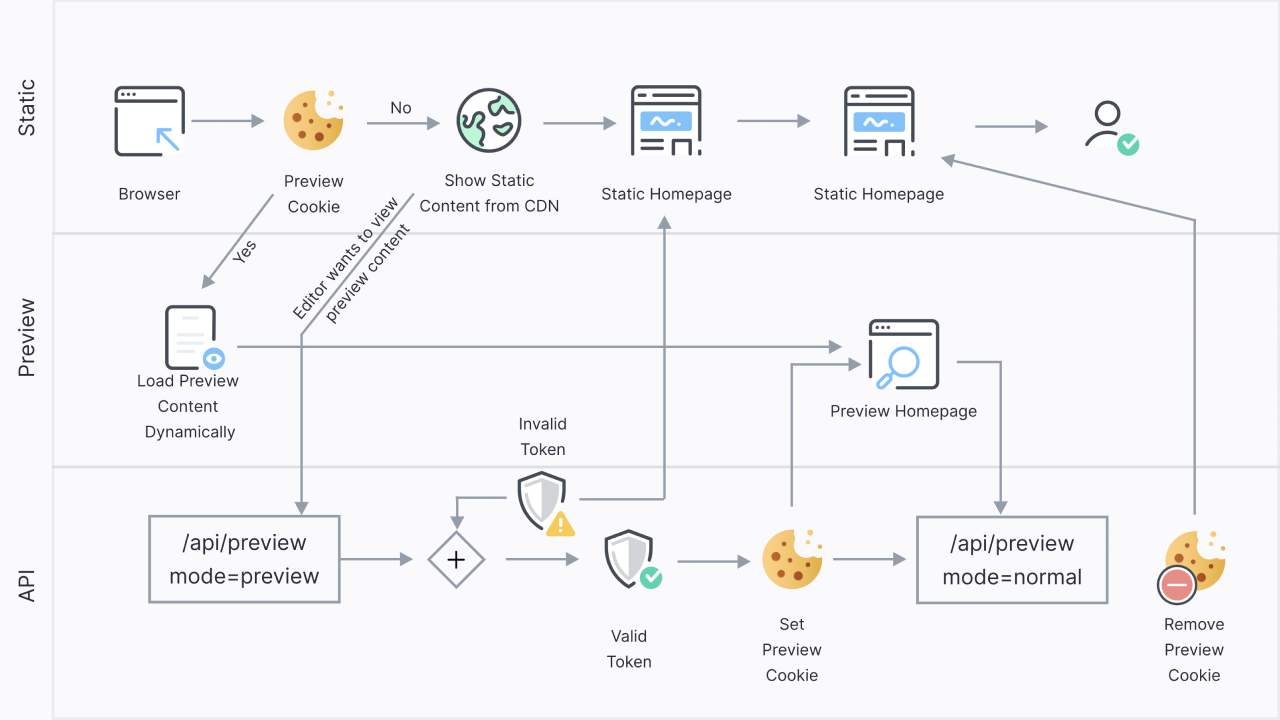 Static
No
Browser
Preview
Cookie
Show Static
Content from CDN
Static Homepage
Static Homepage
Yes
Editor wants to view
preview content
Preview
Load Preview
Content
Dynamically
Preview Homepage
Invalid
Token
API
/api/preview
mode=preview
+
Valid
Token
Set
Preview
Cookie
/api/preview
mode=normal
Remove
Preview
Cookie